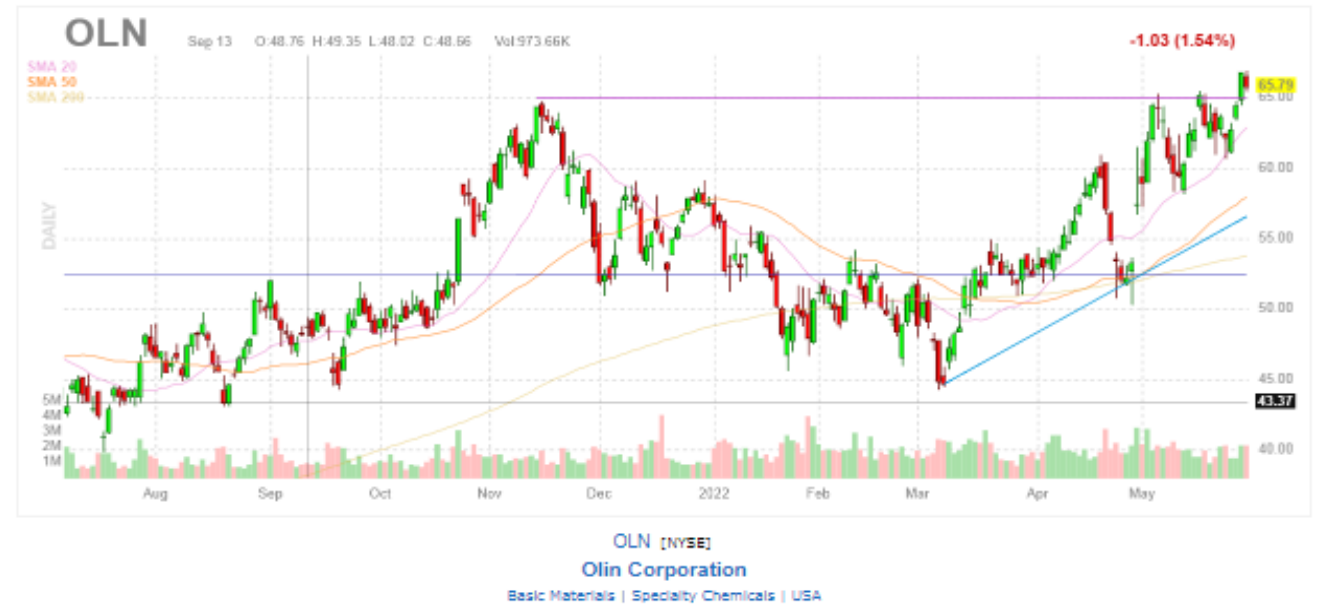 OLN Sep 13 O:48.76 H:49.35 L:48.02 C:48.66 Vol:973.66K -1.03 (1.54%)
SMA 20
SMA 50
SMA 200
65.79
65.00
60.00
55.00
DAILY
50.00
45.00
43.37
5M
4M
3M
2M
1M
40.00
Aug Sep Oct Nov Dec 2022 Feb Mar Apr May
OLN [NYSE]
Olin Corporation
Basic Materials | Specialty Chemicals | USA